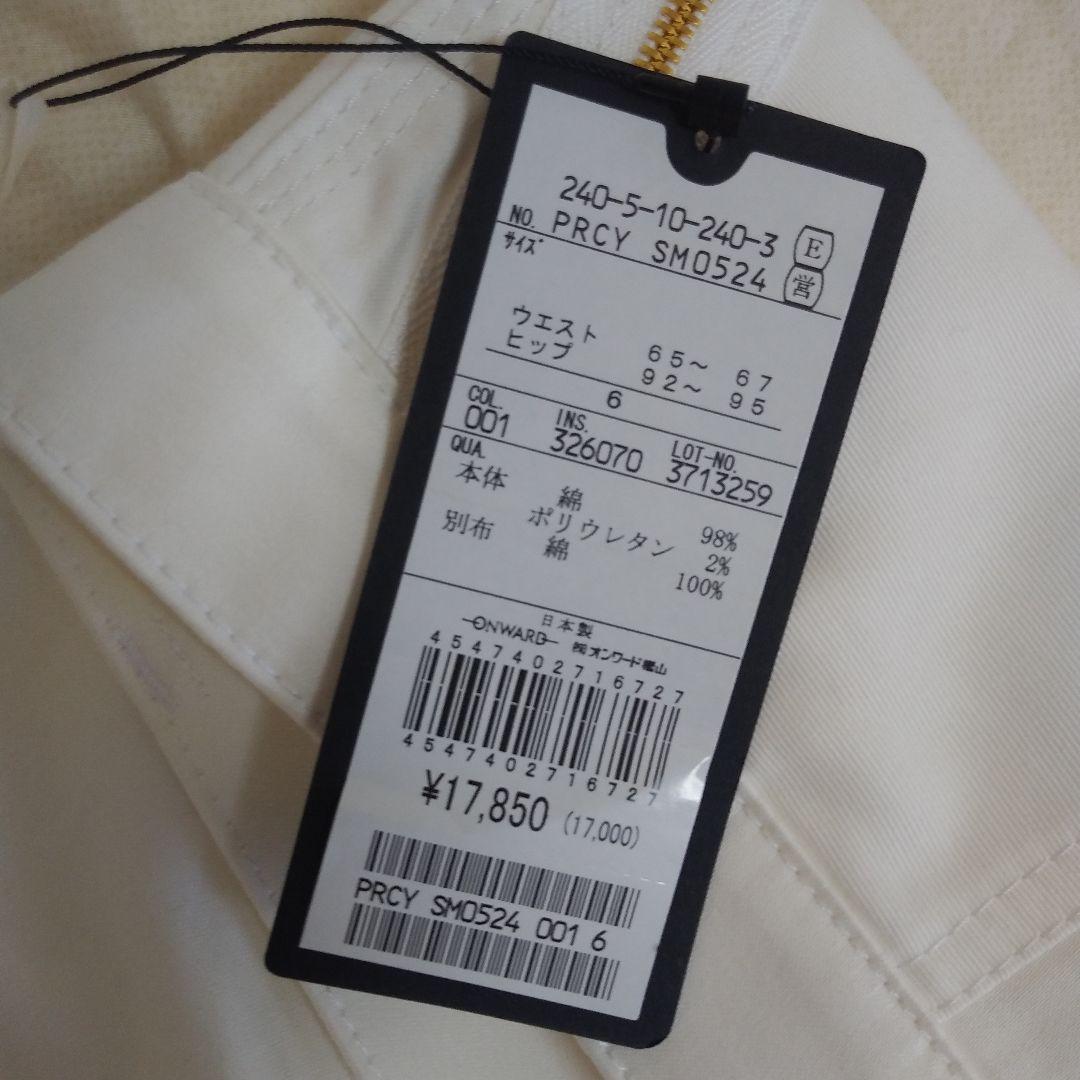 240-5-10-240-3 E
NO. PRCY SM0524 営
サイズ
ウエスト 65〜 67
ヒップ 92〜 95
6
COL. INS. LOT-NO.
001 326070 3713259
QUA.
本体 綿 98%
ポリウレタン 2%
別布 綿 100%
日本製
ONWARD ㈱オンワード樫山
4547402716727
4547402716727
¥17,850 (17,000)
PRCY SM0524 001 6